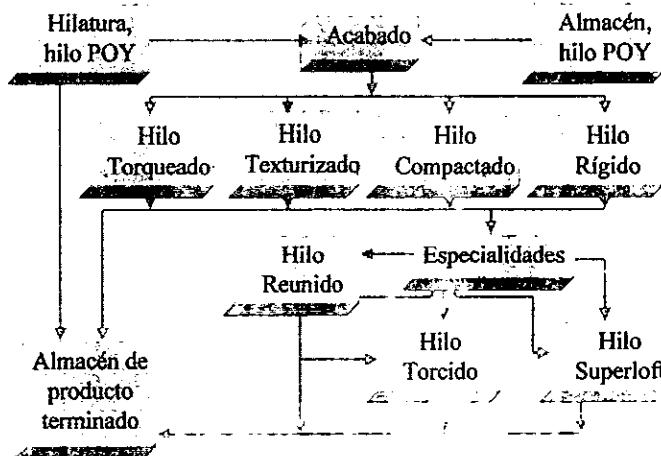 Hilatura,
hilo POY
Acabado
Almacén,
hilo POY
Hilo
Torqueado
Hilo
Texturizado
Hilo
Compactado
Hilo
Rígido
Hilo
Reunido
Especialidades
Almacén de
producto
terminado
Hilo
Torcido
Hilo
Superloft